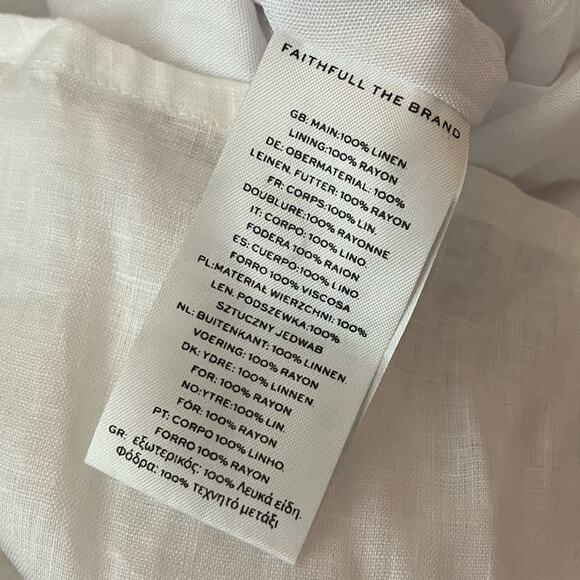 FAITHFULL THE BRAND
GB: MAIN:100% LINEN
LINING:100% RAYON
DE: OBERMATERIAL: 100%
LEINEN. FUTTER: 100% RAYON
FR: CORPS:100% LIN.
DOUBLURE:100% RAYONNE
IT: CORPO: 100% LINO.
FODERA 100% RAION
ES: CUERPO:100% LINO
FORRO 100% VISCOSA
PL:MATERIAŁ WIERZCHNI: 100%
LEN. PODSZEWKA:100%
SZTUCZNY JEDWAB
NL: BUITENKANT: 100% LINNEN.
VOERING: 100% RAYON
DK: YDRE: 100% LINNEN
FOR: 100% RAYON
NO:YTRE:100% LIN.
FÓR: 100% RAYON
PT: CORPO 100% LINHO.
FORRO 100% RAYON
GR: εξωτερικός: 100% Λευκά είδη.
Φόδρα: 100% τεχνητό μετάξι